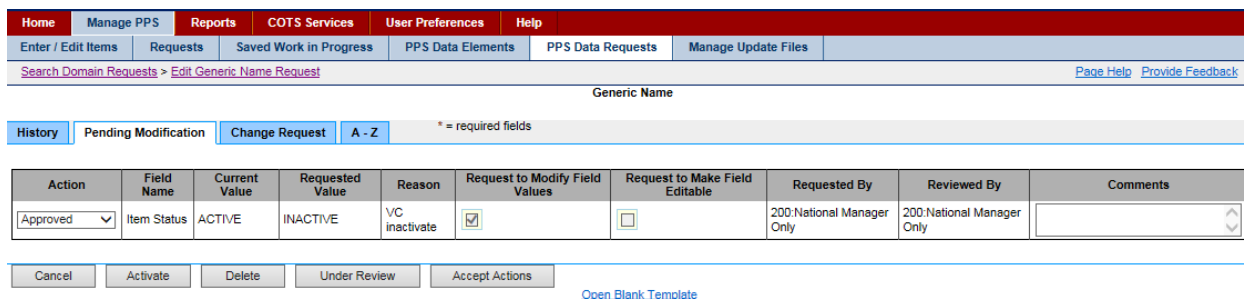 Home Manage PPS Reports COTS Services User Preferences Help
Enter / Edit Items Requests Saved Work in Progress PPS Data Elements PPS Data Requests Manage Update Files
Search Domain Requests > Edit Generic Name Request Page Help Provide Feedback
Generic Name
History Pending Modification Change Request A - Z * = required fields
Action Field Name Current Value Requested Value Reason Request to Modify Field Values Request to Make Field Editable Requested By Reviewed By Comments
Approved Item Status ACTIVE INACTIVE VC inactivate 200:National Manager Only 200:National Manager Only
Cancel Activate Delete Under Review Accept Actions
Open Blank Template